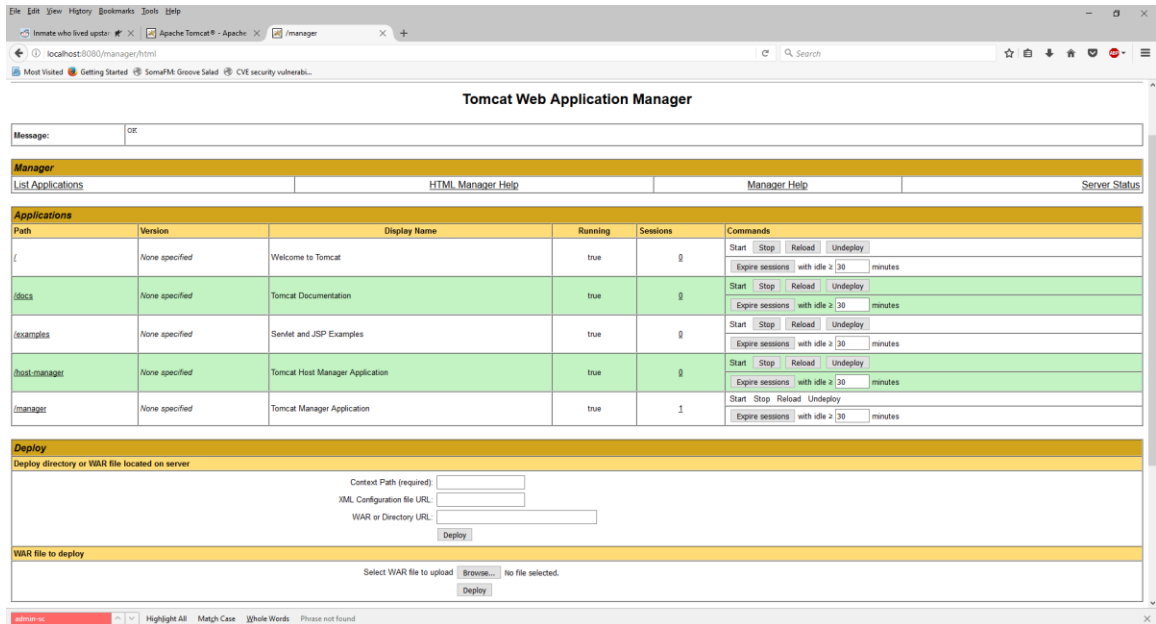 File Edit View History Bookmarks Tools Help
Inmate who lived upstair
Apache Tomcat® - Apache
/manager
localhost:8080/manager/html
Search
Most Visited Getting Started SomaFM: Groove Salad CVE security vulnerabi...
Tomcat Web Application Manager
Message: OK
Manager
List Applications HTML Manager Help Manager Help Server Status
Applications
Path Version Display Name Running Sessions Commands
/ None specified Welcome to Tomcat true 0 Start Stop Reload Undeploy
Expire sessions with idle ≥ 30 minutes
/docs None specified Tomcat Documentation true 0 Start Stop Reload Undeploy
Expire sessions with idle ≥ 30 minutes
/examples None specified Servlet and JSP Examples true 0 Start Stop Reload Undeploy
Expire sessions with idle ≥ 30 minutes
/host-manager None specified Tomcat Host Manager Application true 0 Start Stop Reload Undeploy
Expire sessions with idle ≥ 30 minutes
/manager None specified Tomcat Manager Application true 1 Start Stop Reload Undeploy
Expire sessions with idle ≥ 30 minutes
Deploy
Deploy directory or WAR file located on server
Context Path (required):
XML Configuration file URL:
WAR or Directory URL:
Deploy
WAR file to deploy
Select WAR file to upload Browse... No file selected.
Deploy
admin-sc Highlight All Match Case Whole Words Phrase not found